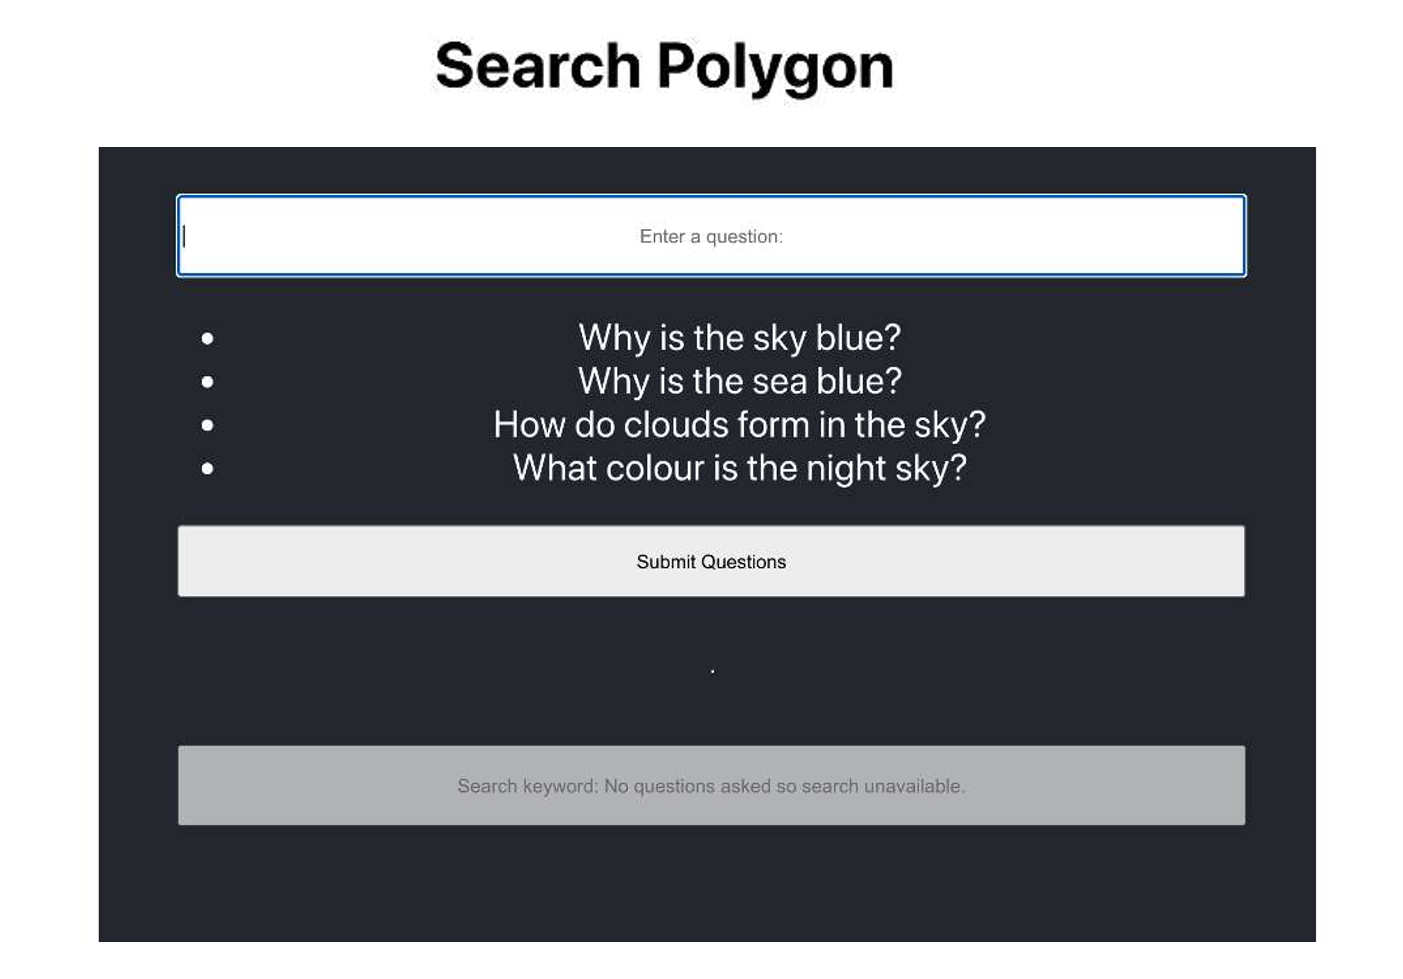 Search Polygon
Enter a question:
Why is the sky blue?
Why is the sea blue?
How do clouds form in the sky?
What colour is the night sky?
Submit Questions
.
Search keyword: No questions asked so search unavailable.